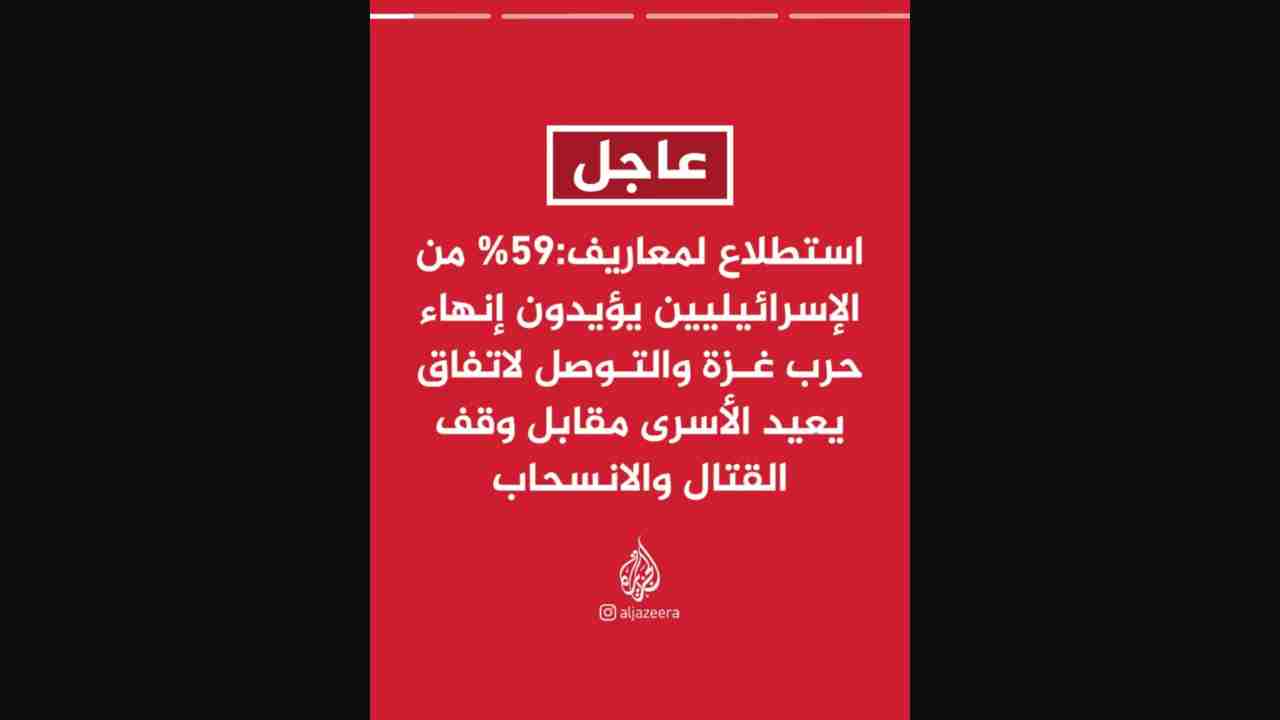 عاجل
استطلاع لمعاريف:59% من
الإسرائيليين يؤيدون إنهاء
حرب غـزة والتـوصل لاتفاق
يعيد الأسرى مقابل وقف
القتال والانسحاب
الجزيرة
aljazeera